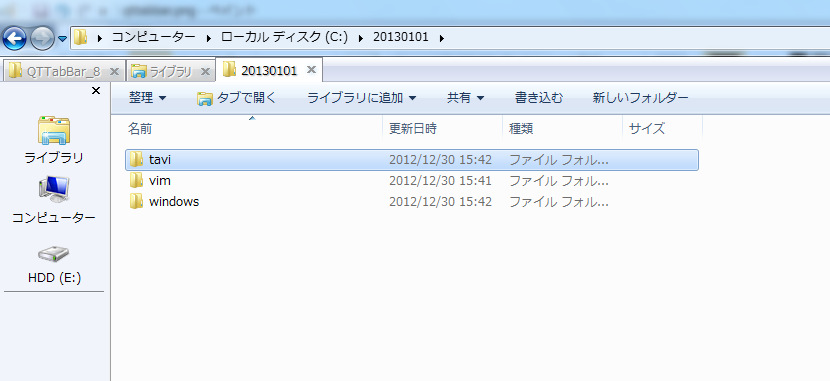 コンピューター ローカル ディスク (C:) 20130101
QTTabBar_8 ライブラリ 20130101
整理 タブで開く ライブラリに追加 共有 書き込む 新しいフォルダー
名前 更新日時 種類 サイズ
tavi 2012/12/30 15:42 ファイル フォル...
vim 2012/12/30 15:41 ファイル フォル...
windows 2012/12/30 15:42 ファイル フォル...
ライブラリ
コンピューター
HDD (E:)